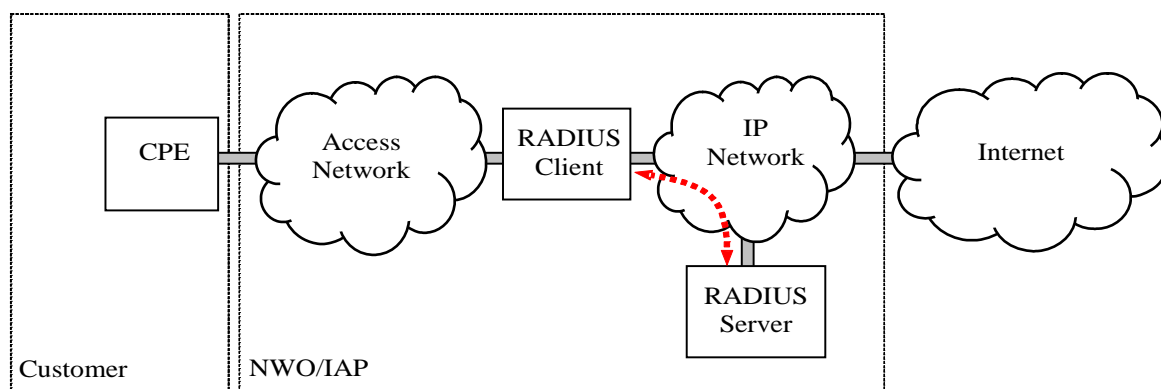 CPE
Access
Network
RADIUS
Client
IP
Network
Internet
RADIUS
Server
Customer
NWO/IAP